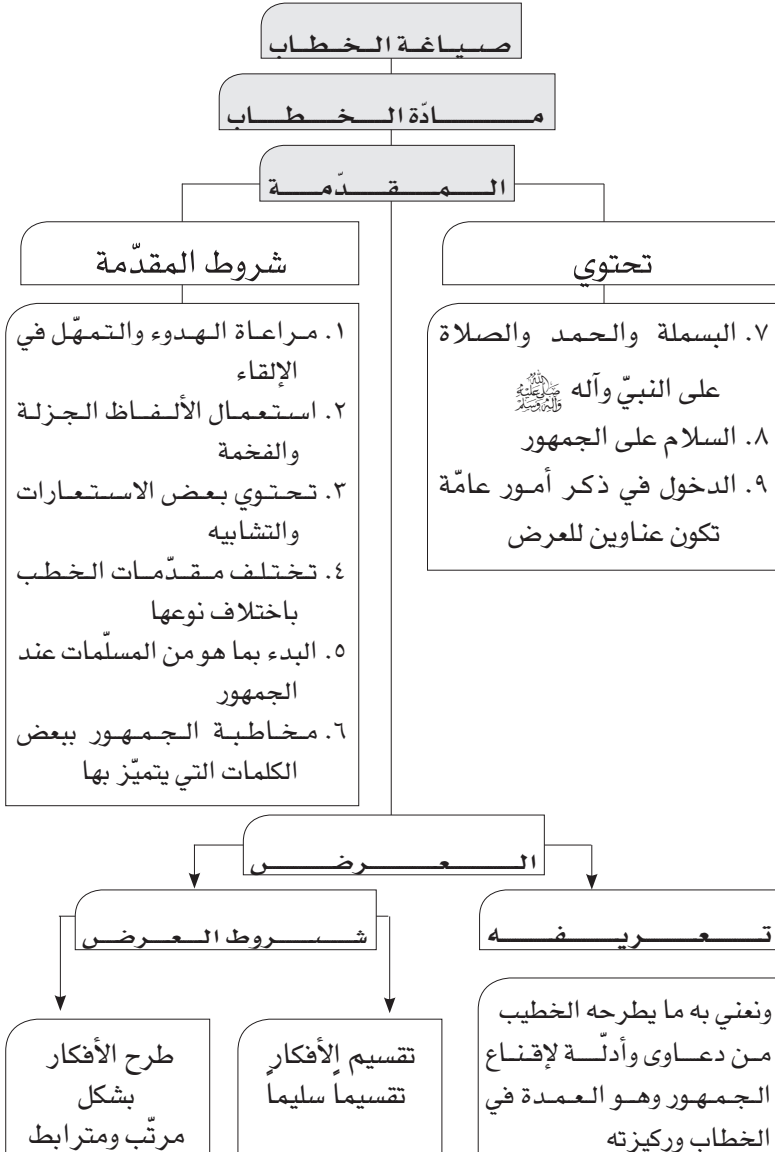 صياغة الخطاب
مادّة الخطاب
المقدّمة
تحتوي
٧. البسملة والحمد والصلاة
على النبيّ وآله ﷺ
٨. السلام على الجمهور
٩. الدخول في ذكر أمور عامّة
تكون عناوين للعرض
شروط المقدّمة
١. مراعاة الهدوء والتمهّل في
الإلقاء
٢. استعمال الألفاظ الجزلة
والفخمة
٣. تحتوي بعض الاستعارات
والتشابيه
٤. تختلف مقدّمات الخطب
باختلاف نوعها
٥. البدء بما هو من المسلّمات عند
الجمهور
٦. مخاطبة الجمهور ببعض
الكلمات التي يتميّز بها
العرض
تعريفه
ونعني به ما يطرحه الخطيب
من دعاوى وأدلّة لإقناع
الجمهور وهو العمدة في
الخطاب وركيزته
شروط العرض
تقسيم الأفكار
تقسيماً سليماً
طرح الأفكار
بشكل
مرتّب ومترابط